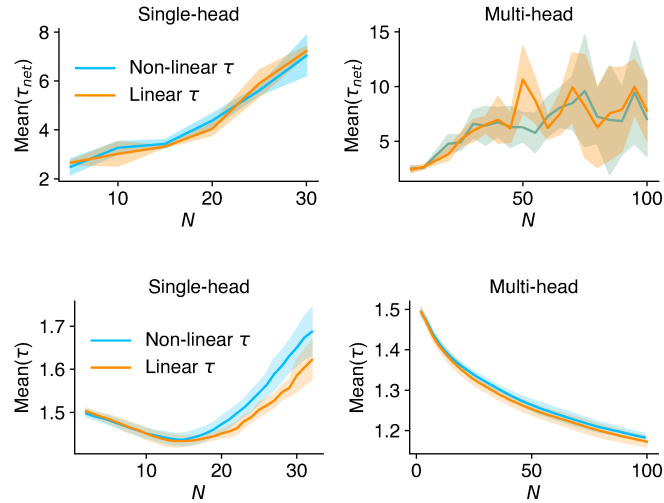 Single-head
Mean(τnet)
8
6
4
2
Non-linear τ
Linear τ
10
20
30
N
Multi-head
Mean(τnet)
15
10
5
50
100
N
Single-head
Mean(τ)
1.7
1.6
1.5
Non-linear τ
Linear τ
10
20
30
N
Multi-head
Mean(τ)
1.5
1.4
1.3
1.2
0
50
100
N